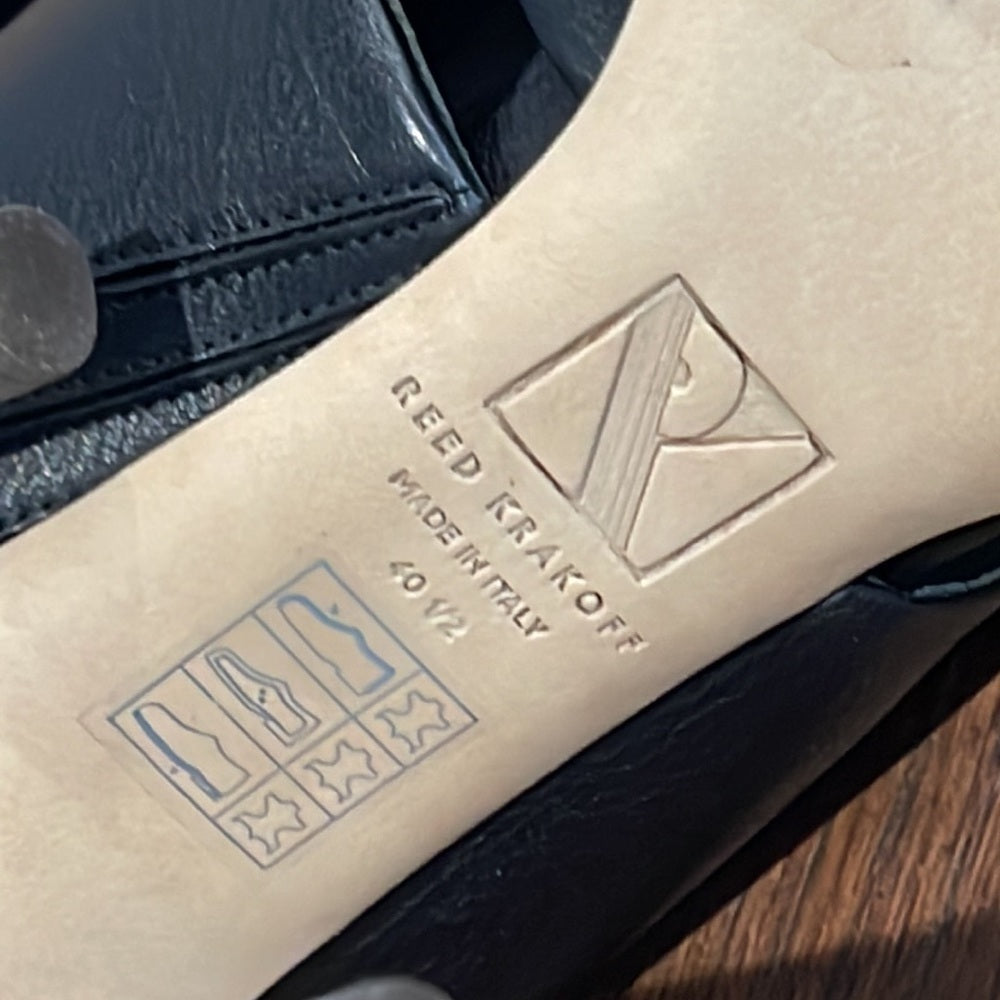 REED KRAKOFF
MADE IN ITALY
40 1/2